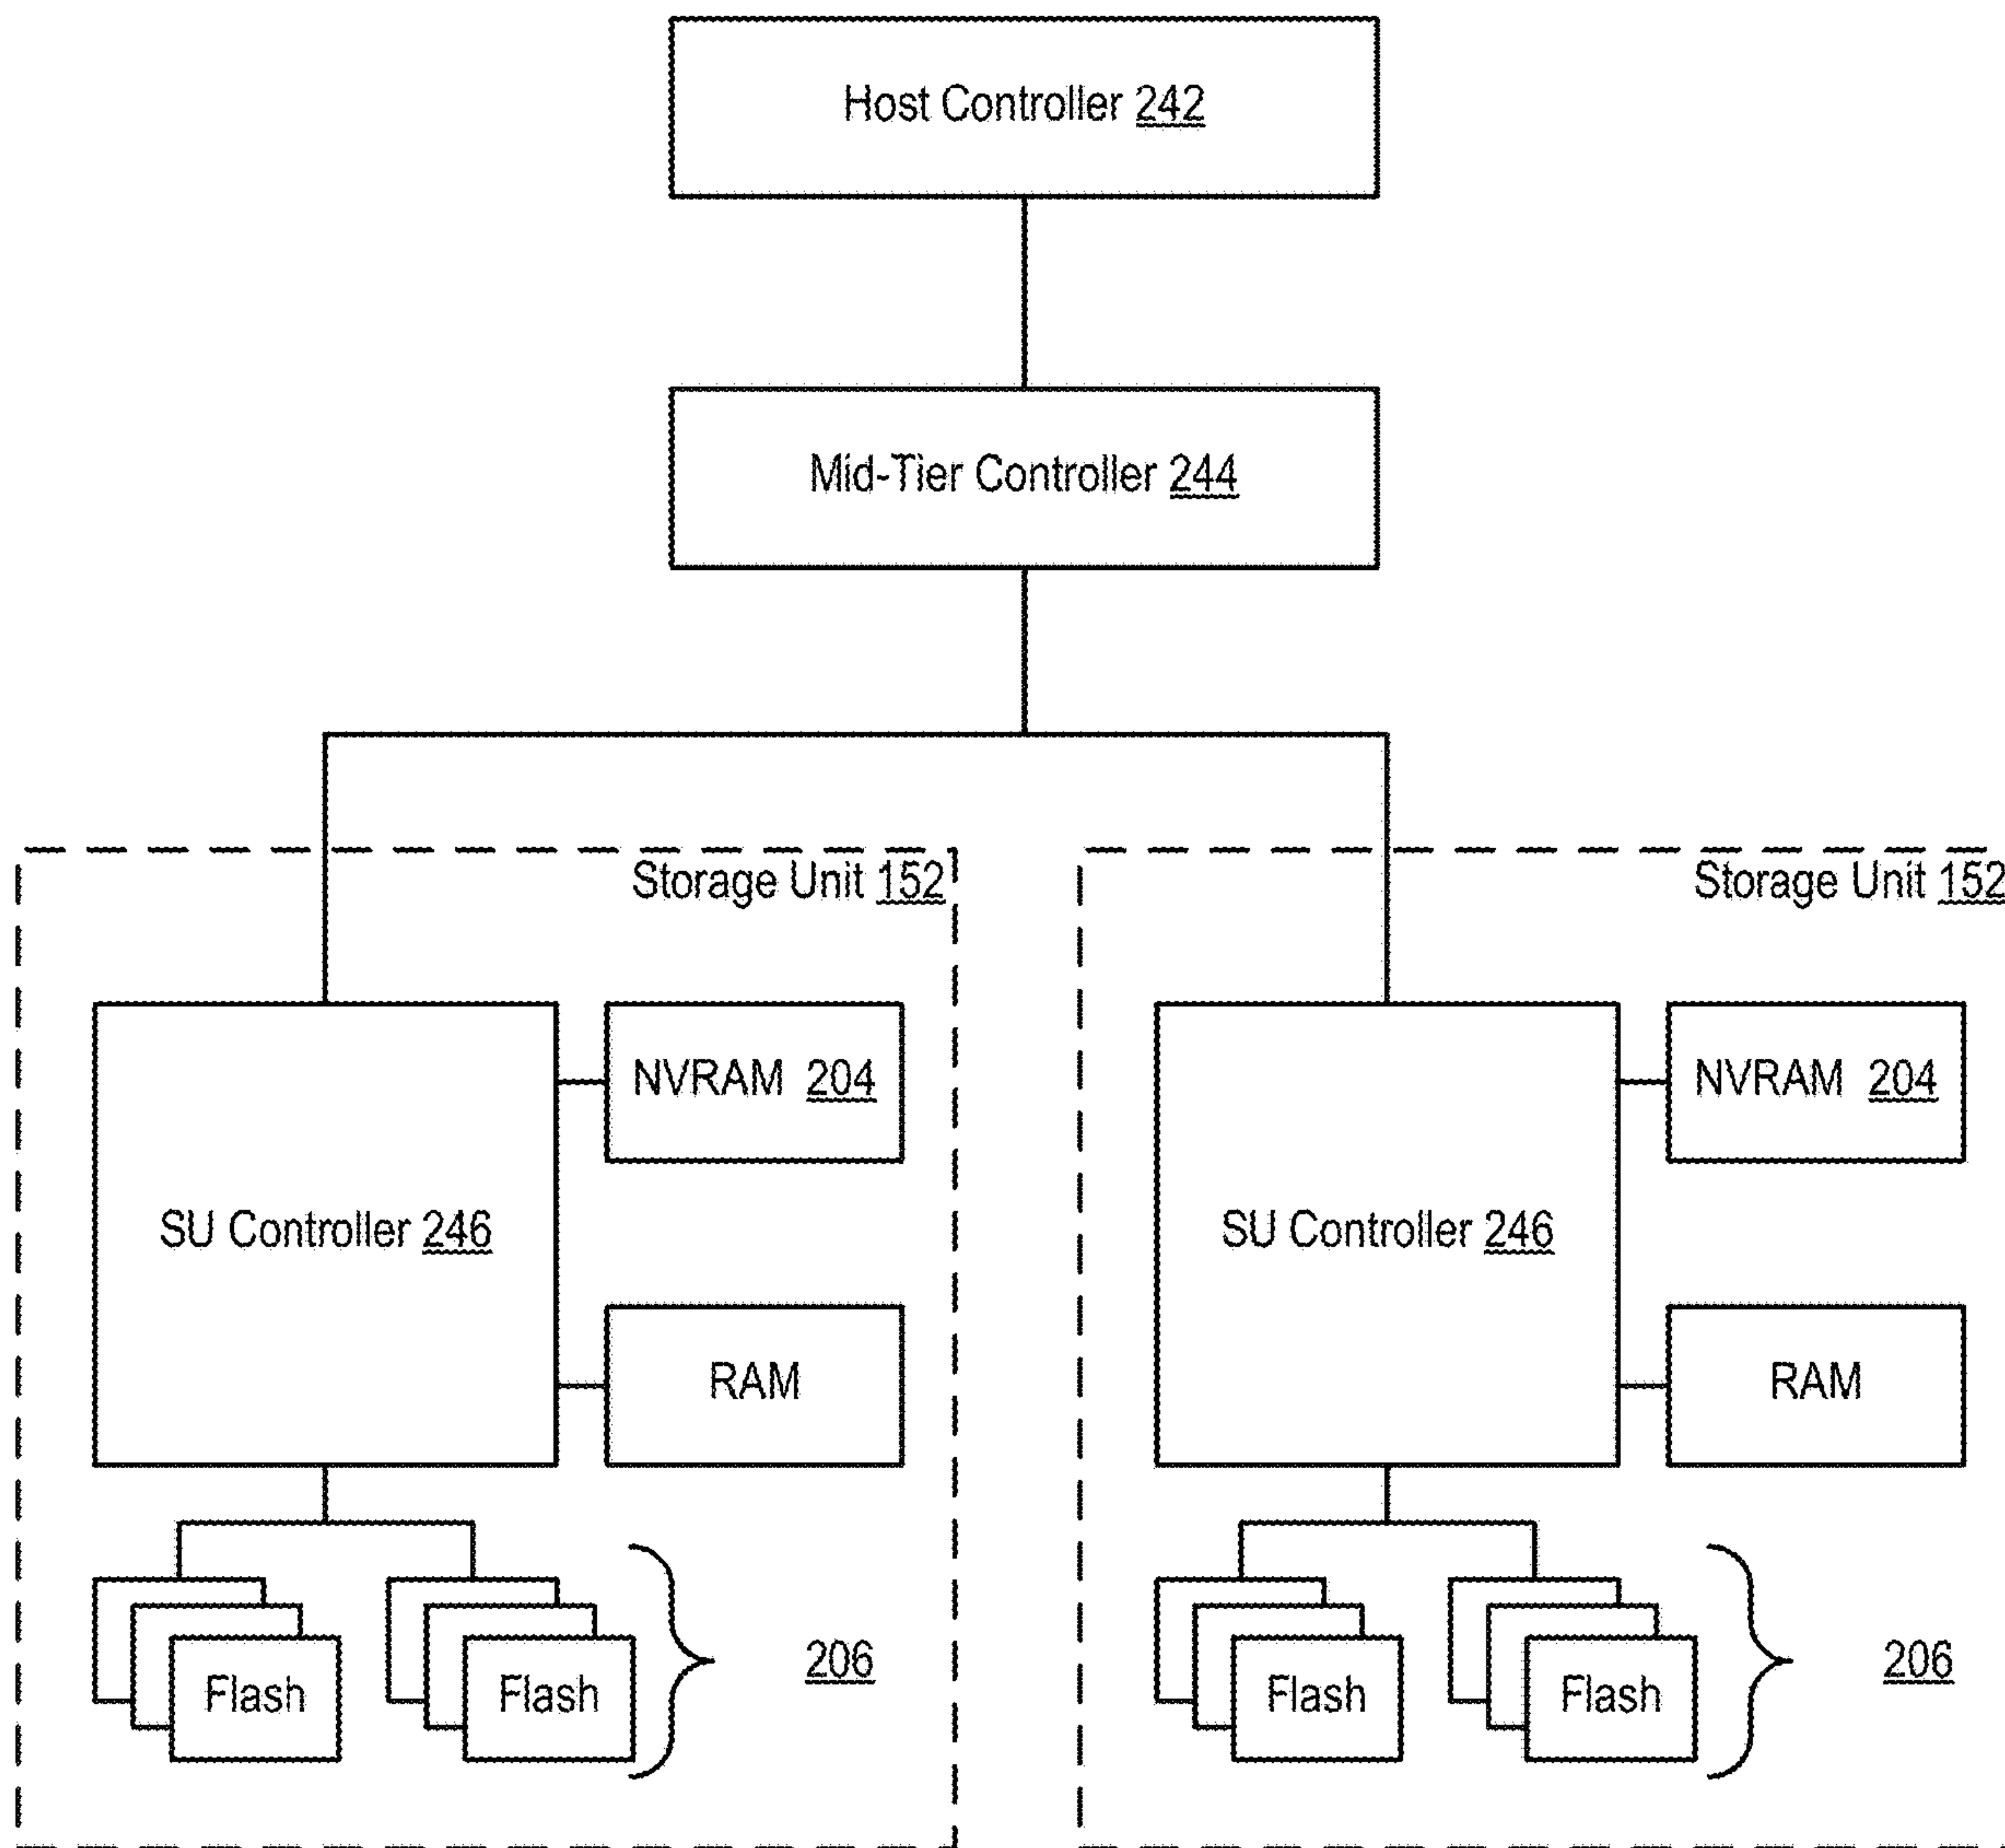 Host Controller 242
Mid-Tier Controller 244
Storage Unit 152
Storage Unit 152
NVRAM 204
NVRAM 204
SU Controller 246
SU Controller 246
RAM
RAM
206
206
Flash
Flash
Flash
Flash